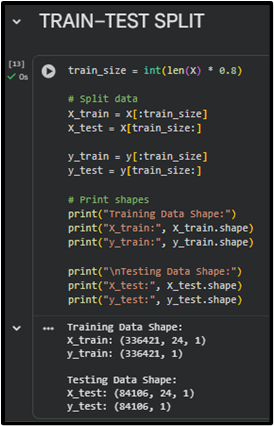 TRAIN-TEST SPLIT
[13]
0s
train_size = int(len(X) * 0.8)
# Split data
X_train = X[:train_size]
X_test = X[train_size:]
y_train = y[:train_size]
y_test = y[train_size:]
# Print shapes
print("Training Data Shape:")
print("X_train:", X_train.shape)
print("y_train:", y_train.shape)
print("\nTesting Data Shape:")
print("X_test:", X_test.shape)
print("y_test:", y_test.shape)
Training Data Shape:
X_train: (336421, 24, 1)
y_train: (336421, 1)
Testing Data Shape:
X_test: (84106, 24, 1)
y_test: (84106, 1)